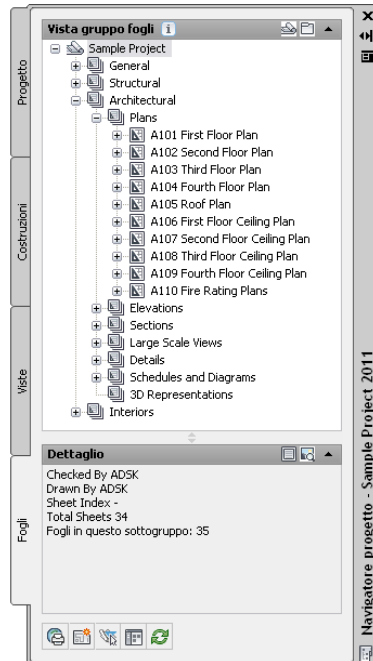 Vista gruppo fogli
Sample Project
General
Structural
Architectural
Plans
A101 First Floor Plan
A102 Second Floor Plan
A103 Third Floor Plan
A104 Fourth Floor Plan
A105 Roof Plan
A106 First Floor Ceiling Plan
A107 Second Floor Ceiling Plan
A108 Third Floor Ceiling Plan
A109 Fourth Floor Ceiling Plan
A110 Fire Rating Plans
Elevations
Sections
Large Scale Views
Details
Schedules and Diagrams
3D Representations
Interiors
Dettaglio
Checked By ADSK
Drawn By ADSK
Sheet Index -
Total Sheets 34
Fogli in questo sottogruppo: 35
Progetto
Costruzioni
Viste
Fogli
Navigatore progetto - Sample Project 2011